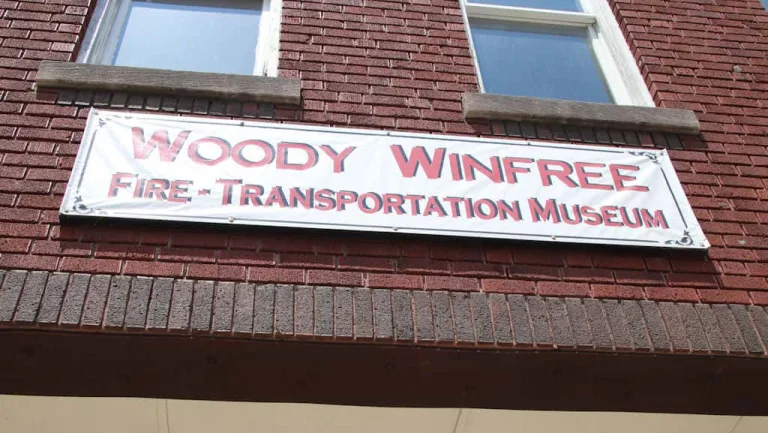 Woody Winfree
Fire - Transportation Museum